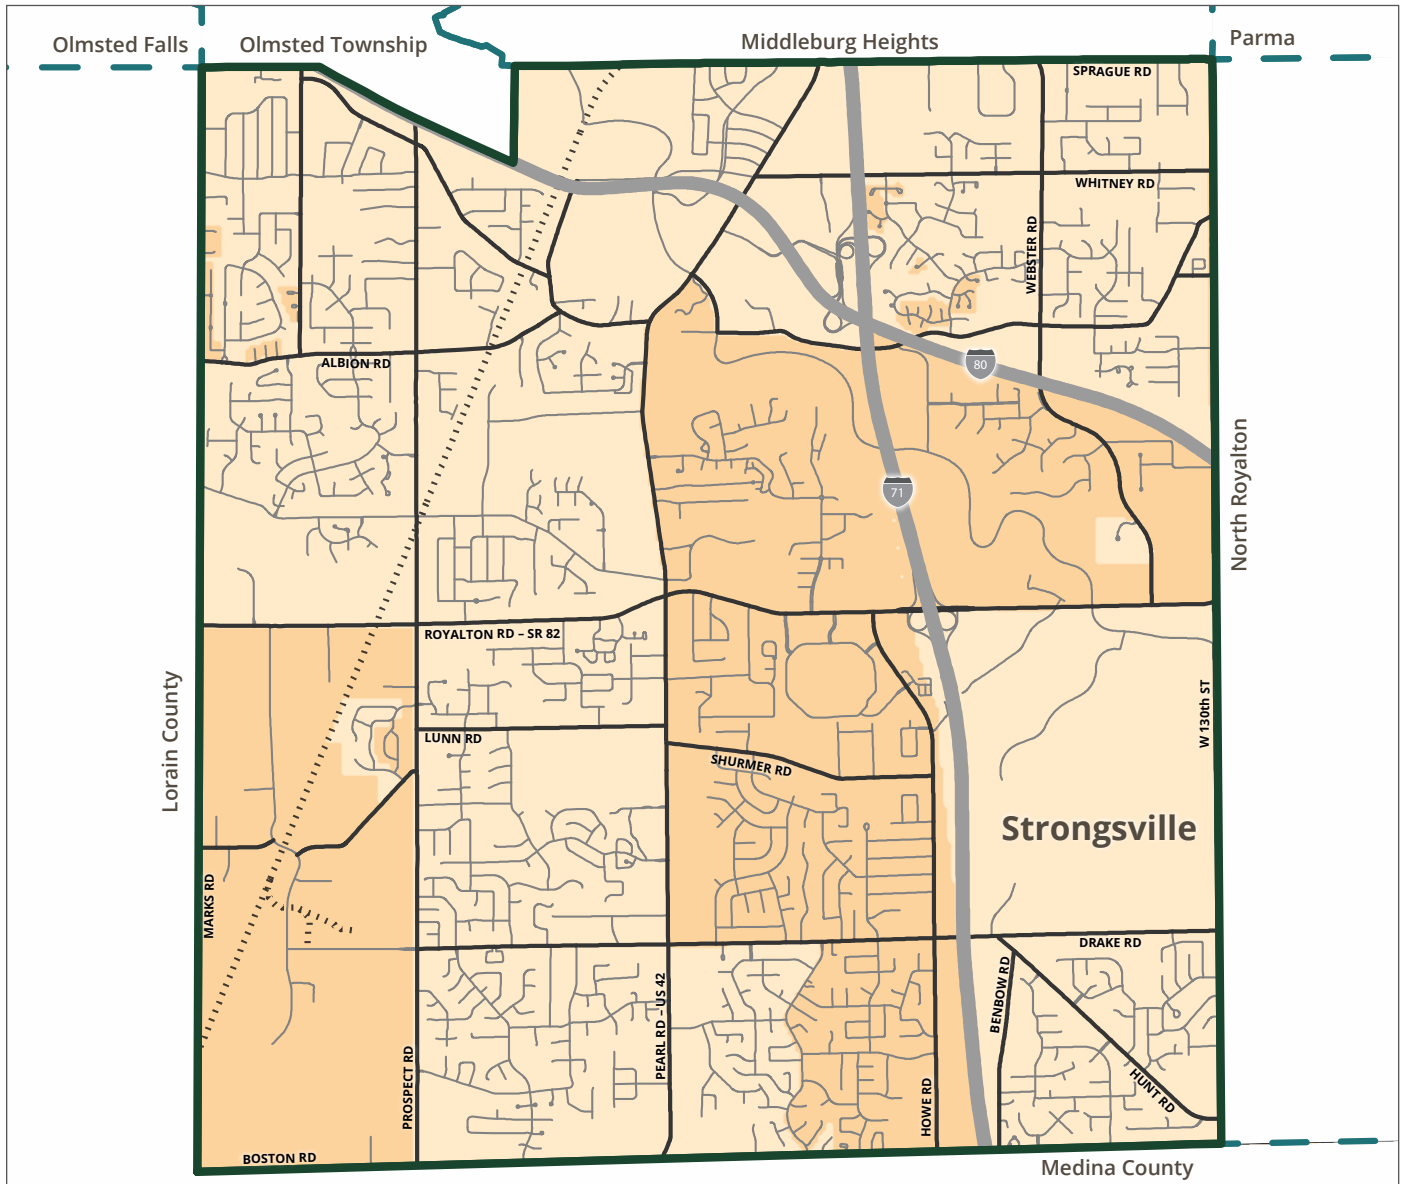 Olmsted Falls
Olmsted Township
Middleburg Heights
Parma
SPRAGUE RD
WHITNEY RD
WEBSTER RD
ALBION RD
80
71
North Royalton
ROYALTON RD – SR 82
Lorain County
W 130th ST
LUNN RD
SHURMER RD
Strongsville
MARKS RD
DRAKE RD
BENBOW RD
PEARL RD – US 42
PROSPECT RD
HOWE RD
HUNT RD
BOSTON RD
Medina County